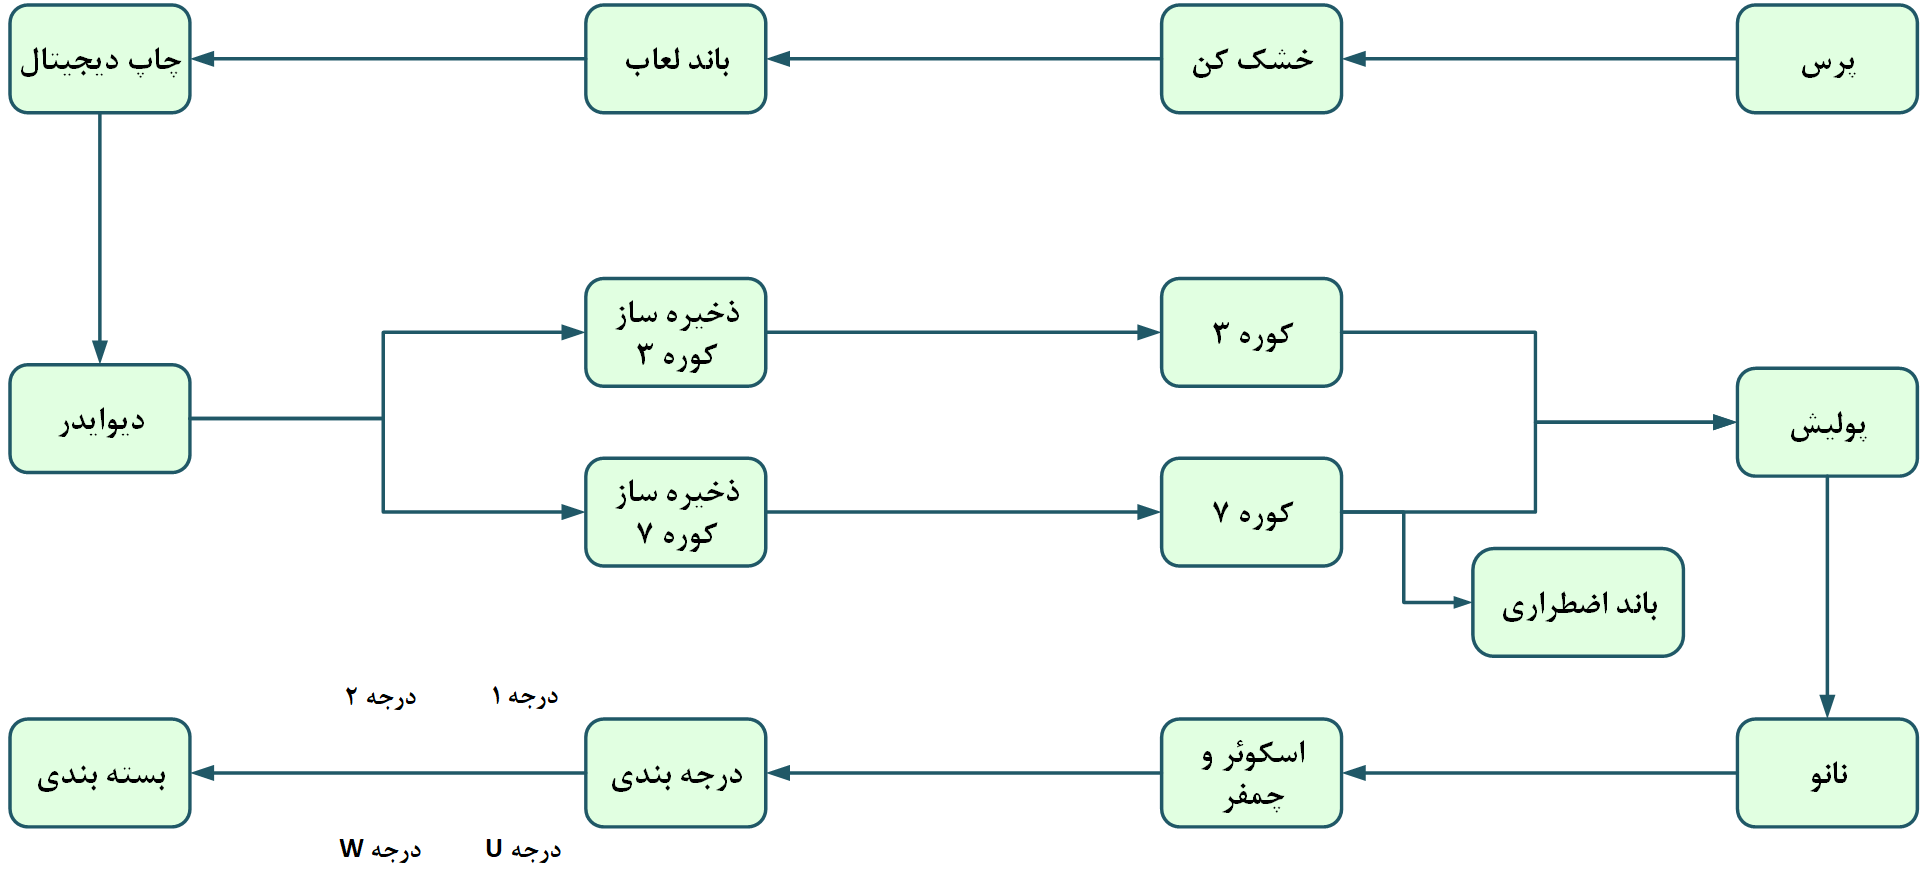 پرس
خشک کن
باند لعاب
چاپ دیجیتال
دیوایدر
ذخیره ساز
کوره ۳
کوره ۳
ذخیره ساز
کوره ۷
کوره ۷
پولیش
باند اضطراری
نانو
اسکوئر و
چمفر
درجه بندی
درجه ۱
درجه ۲
درجه U
درجه W
بسته بندی